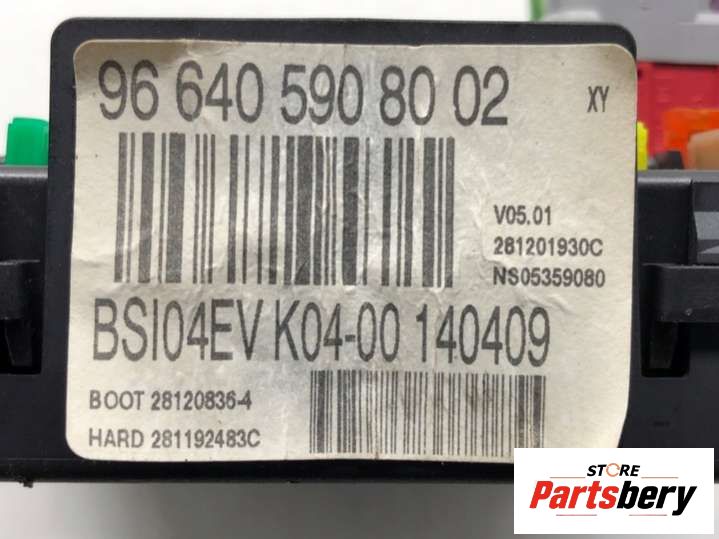 96 640 590 80 02
XY
V05.01
281201930C
NS05359080
BSI04EV K04-00 140409
BOOT 28120836-4
HARD 281192483C
STORE
Partsbery